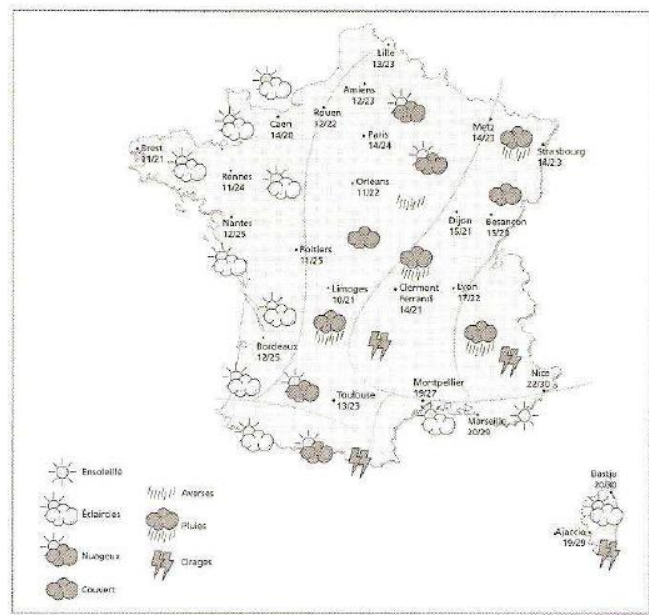 Lille
13/23
Amiens
12/23
Rouen
12/22
Caen
14/20
Paris
14/24
Metz
14/23
Strasbourg
14/23
Brest
11/21
Rennes
11/24
Orléans
11/22
Nantes
12/25
Dijon
15/21
Besançon
Poitiers
11/25
Limoges
10/21
Clermont
Ferrand
14/21
Lyon
17/22
Bordeaux
12/25
Toulouse
13/23
Montpellier
19/27
Nice
22/30
Marseille
20/29
Bastia
20/30
Ajaccio
19/29
Ensoleillé
Éclaircies
Nuageux
Couvert
Averses
Pluies
Orages